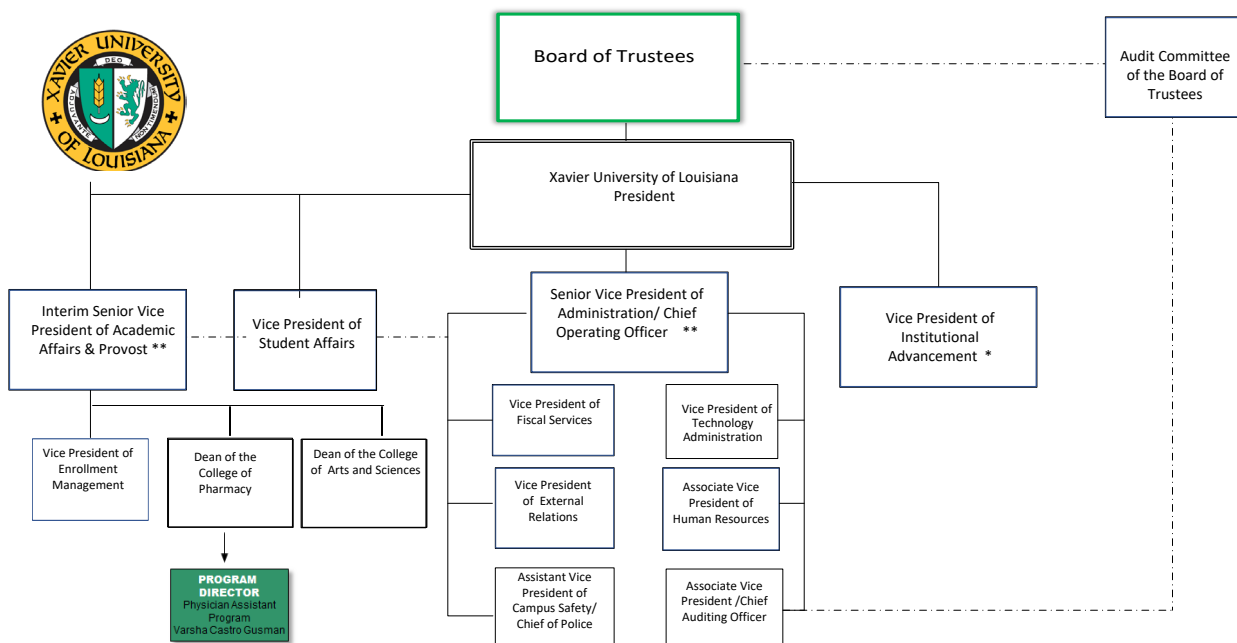 XAVIER UNIVERSITY
OF LOUISIANA
DEO
ADJUVANTE
NON TIMENDUM
Board of Trustees
Audit Committee
of the Board of
Trustees
Xavier University of Louisiana
President
Interim Senior Vice
President of Academic
Affairs & Provost **
Vice President of
Student Affairs
Senior Vice President of
Administration/ Chief
Operating Officer **
Vice President of
Institutional
Advancement *
Vice President of
Enrollment
Management
Dean of the
College of
Pharmacy
Dean of the College
of Arts and Sciences
Vice President of
Fiscal Services
Vice President of
Technology
Administration
Vice President
of External
Relations
Associate Vice
President of
Human Resources
Assistant Vice
President of
Campus Safety/
Chief of Police
Associate Vice
President /Chief
Auditing Officer
PROGRAM
DIRECTOR
Physician Assistant
Program
Varsha Castro Gusman